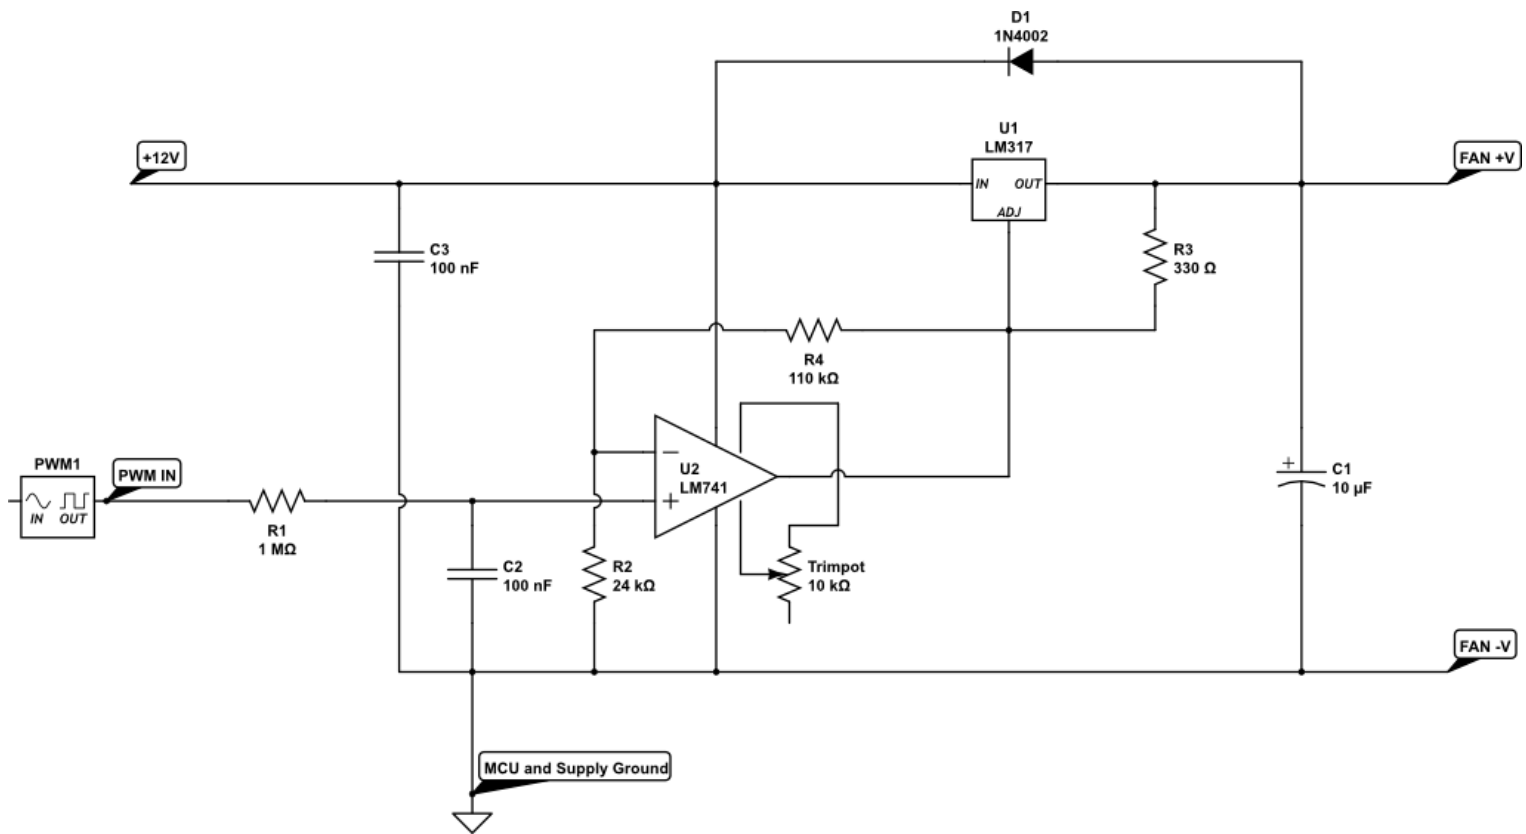 D1
1N4002
U1
LM317
+12V
FAN +V
IN OUT
ADJ
C3
100 nF
R3
330 Ω
R4
110 kΩ
PWM1
PWM IN
IN OUT
R1
1 MΩ
−
U2
LM741
+
+
C1
10 µF
C2
100 nF
R2
24 kΩ
Trimpot
10 kΩ
FAN -V
MCU and Supply Ground